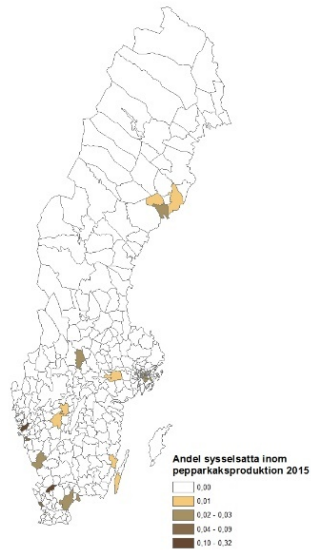 Andel sysselsatta inom
pepparkaksproduktion 2015
0,00
0,01
0,02 - 0,03
0,04 - 0,09
0,10 - 0,32